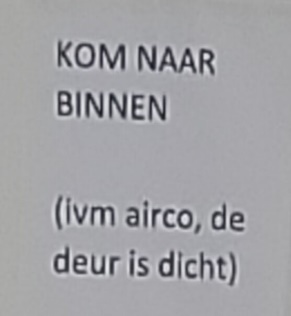 KOM NAAR
BINNEN
(ivm airco, de
deur is dicht)